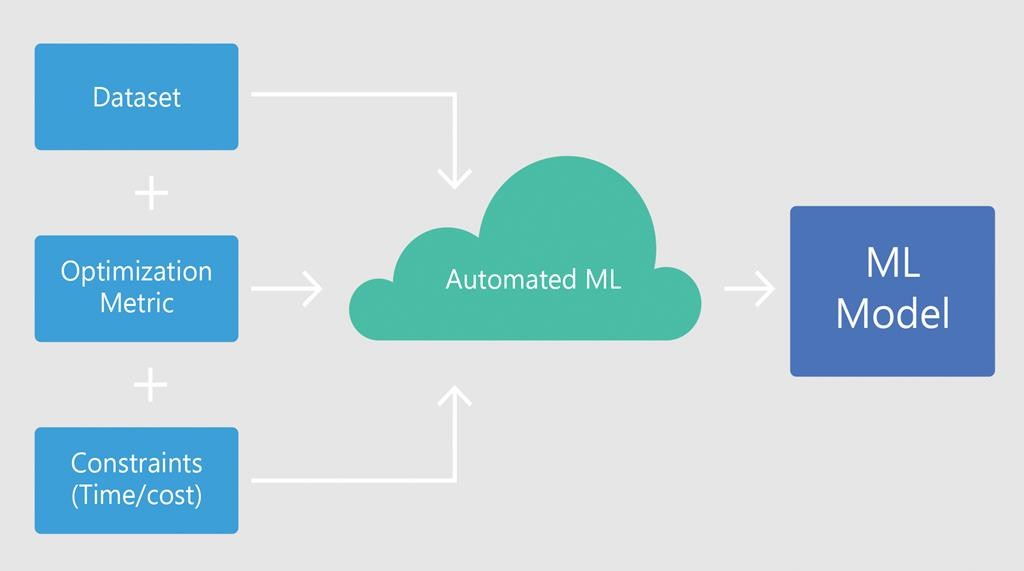 Dataset
+
Optimization
Metric
+
Constraints
(Time/cost)
Automated ML
ML
Model